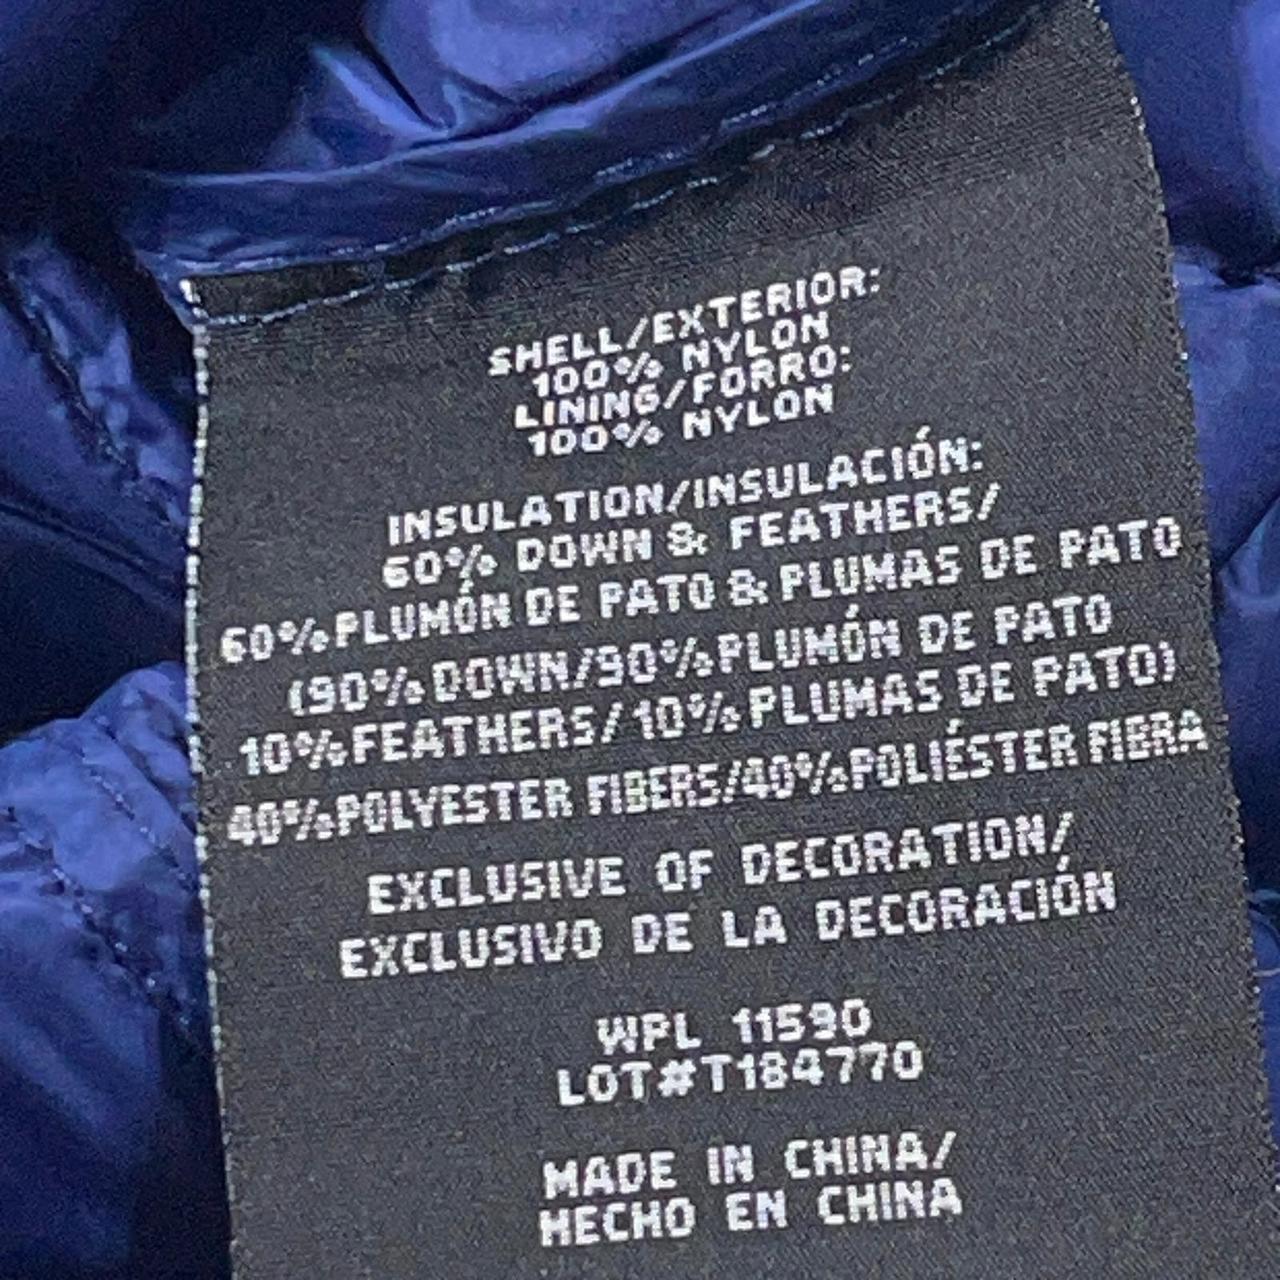 SHELL/EXTERIOR:
100% NYLON
LINING/FORRO:
100% NYLON
INSULATION/INSULACIÓN:
60% DOWN & FEATHERS/
60%PLUMÓN DE PATO & PLUMAS DE PATO
(90%DOWN/90%PLUMÓN DE PATO
10%FEATHERS/10%PLUMAS DE PATO)
40%POLYESTER FIBERS/40%POLIÉSTER FIBRA
EXCLUSIVE OF DECORATION/
EXCLUSIVO DE LA DECORACIÓN
WPL 11590
LOT#T184770
MADE IN CHINA/
HECHO EN CHINA